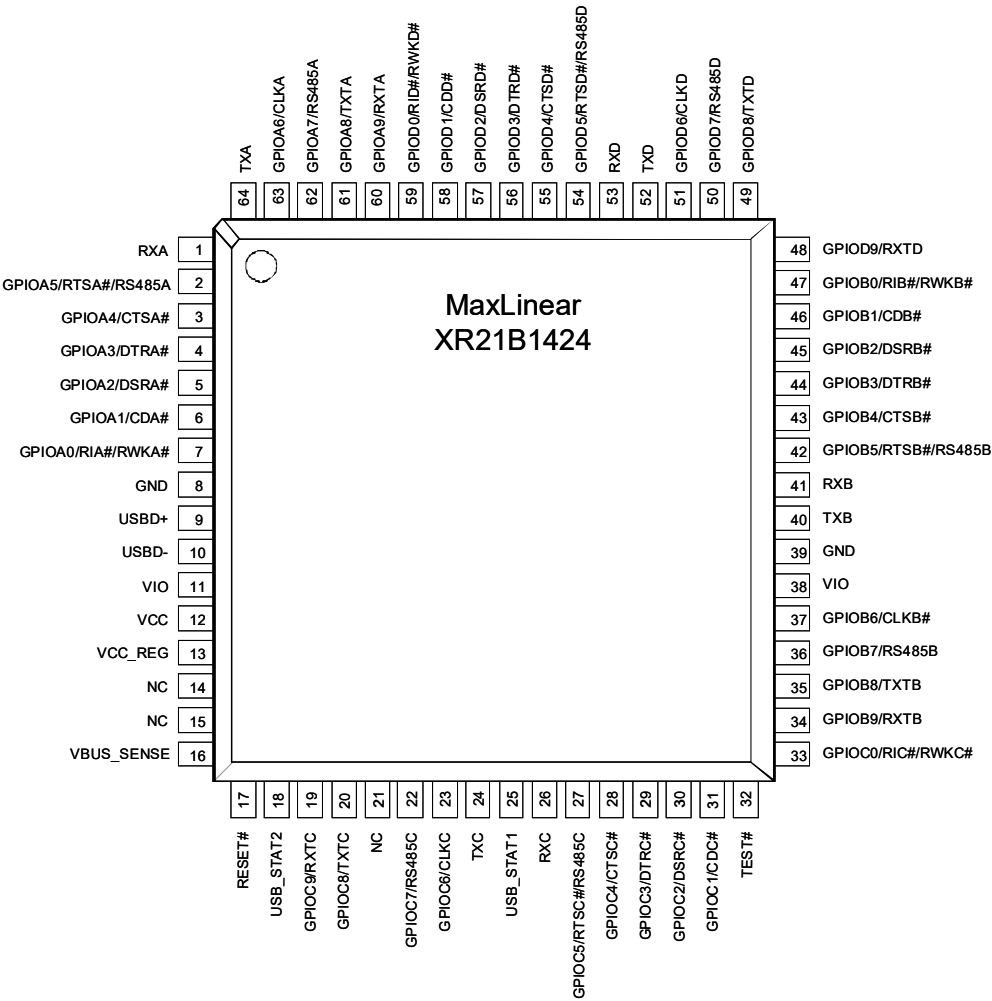 TXA
GPIOA6/CLKA
GPIOA7/RS485A
GPIOA8/TXTA
GPIOA9/RXTA
GPIOD0/RID#/RWKD#
GPIOD1/CDD#
GPIOD2/DSRD#
GPIOD3/DTRD#
GPIOD4/CTSD#
GPIOD5/RTSD#/RS485D
RXD
TXD
GPIOD6/CLKD
GPIOD7/RS485D
GPIOD8/TXTD
64 63 62 61 60 59 58 57 56 55 54 53 52 51 50 49
MaxLinear
XR21B1424
RXA 1
GPIOA5/RTSA#/RS485A 2
GPIOA4/CTSA# 3
GPIOA3/DTRA# 4
GPIOA2/DSRA# 5
GPIOA1/CDA# 6
GPIOA0/RIA#/RWKA# 7
GND 8
USBD+ 9
USBD- 10
VIO 11
VCC 12
VCC_REG 13
NC 14
NC 15
VBUS_SENSE 16
48 GPIOD9/RXTD
47 GPIOB0/RIB#/RWKB#
46 GPIOB1/CDB#
45 GPIOB2/DSRB#
44 GPIOB3/DTRB#
43 GPIOB4/CTSB#
42 GPIOB5/RTSB#/RS485B
41 RXB
40 TXB
39 GND
38 VIO
37 GPIOB6/CLKB#
36 GPIOB7/RS485B
35 GPIOB8/TXTB
34 GPIOB9/RXTB
33 GPIOC0/RIC#/RWKC#
17 18 19 20 21 22 23 24 25 26 27 28 29 30 31 32
RESET#
USB_STAT2
GPIOC9/RXTC
GPIOC8/TXTC
NC
GPIOC7/RS485C
GPIOC6/CLKC
TXC
USB_STAT1
RXC
GPIOC5/RTSC#/RS485C
GPIOC4/CTSC#
GPIOC3/DTRC#
GPIOC2/DSRC#
GPIOC1/CDC#
TEST#